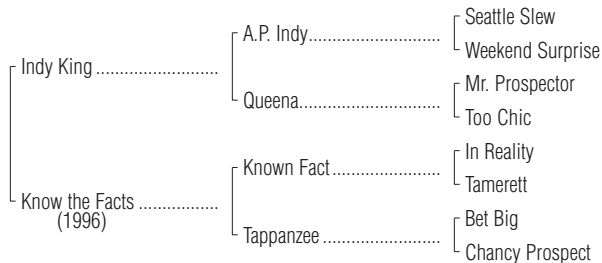 Seattle Slew
A.P. Indy
Weekend Surprise
Indy King
Mr. Prospector
Queena
Too Chic
In Reality
Known Fact
Tamerett
Know the Facts
(1996)
Bet Big
Tappanzee
Chancy Prospect